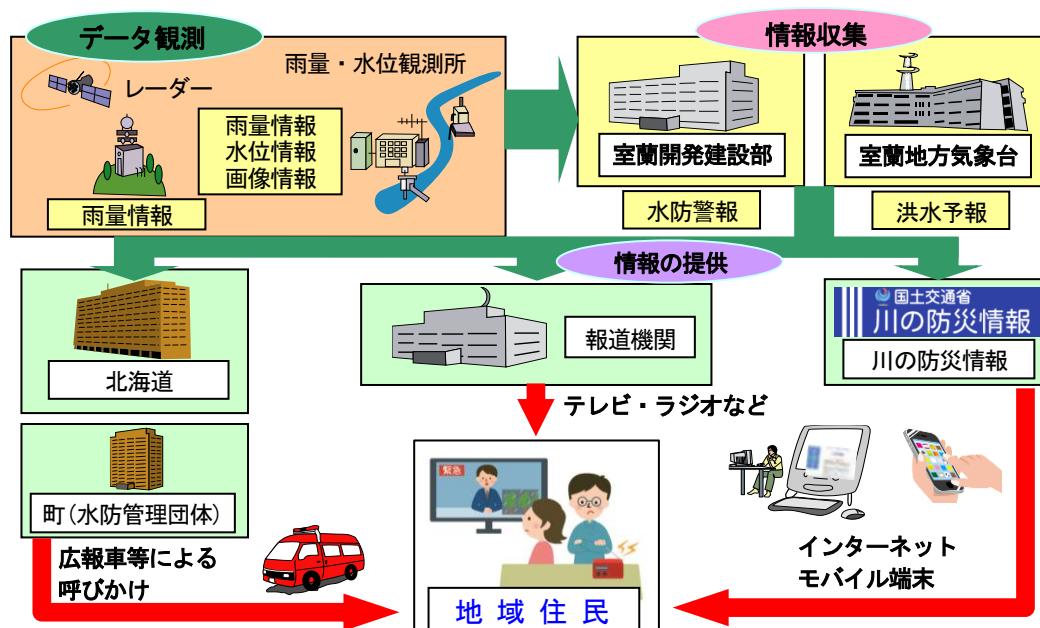 データ観測
レーダー
雨量・水位観測所
雨量情報
水位情報
画像情報
雨量情報
情報収集
室蘭開発建設部
室蘭地方気象台
水防警報
洪水予報
情報の提供
北海道
報道機関
国土交通省
川の防災情報
川の防災情報
町(水防管理団体)
テレビ・ラジオなど
緊急
広報車等による
呼びかけ
インターネット
モバイル端末
地域住民